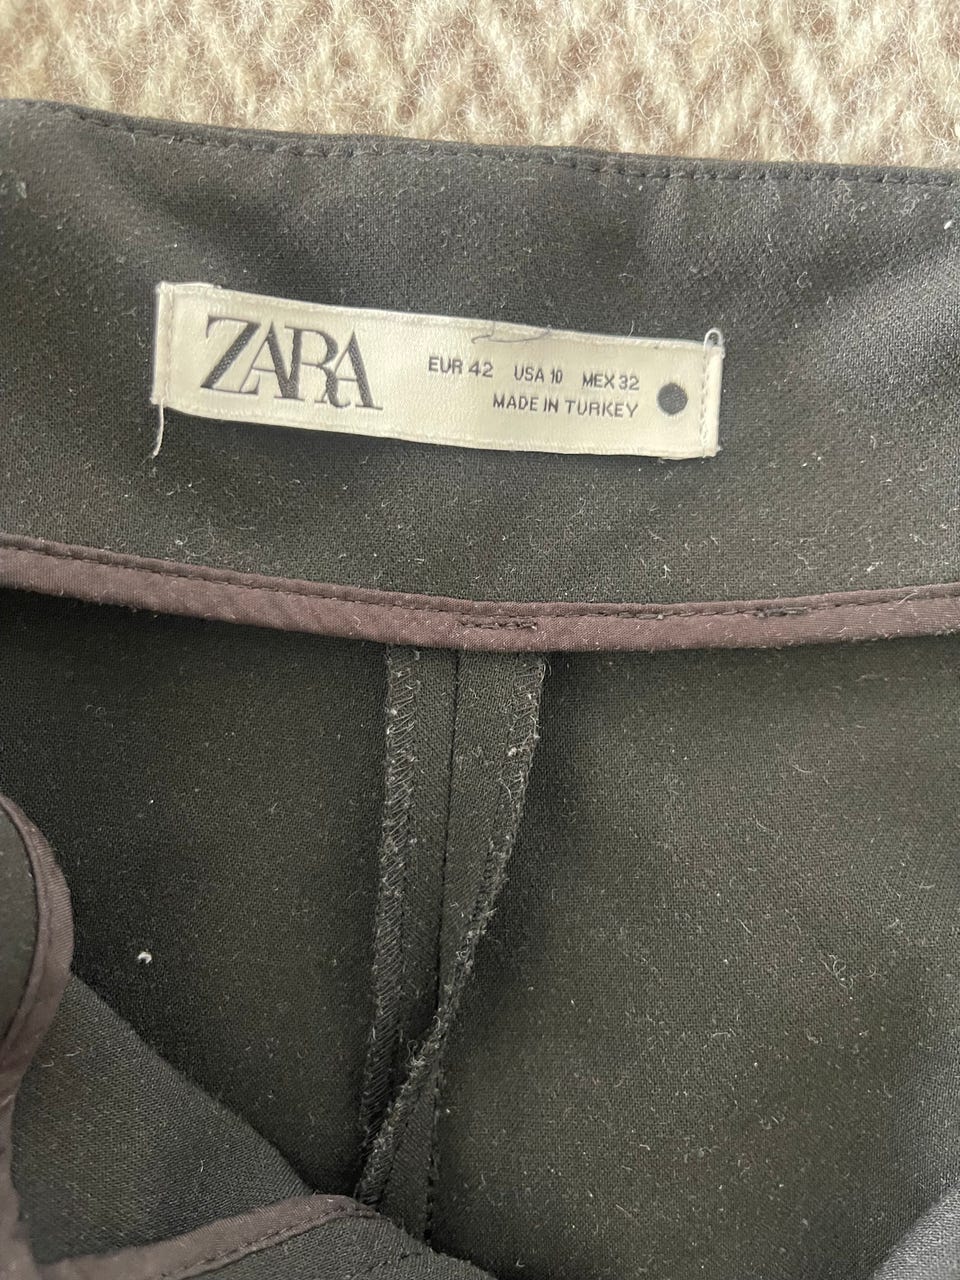 ZARA
EUR 42 USA 10 MEX 32
MADE IN TURKEY